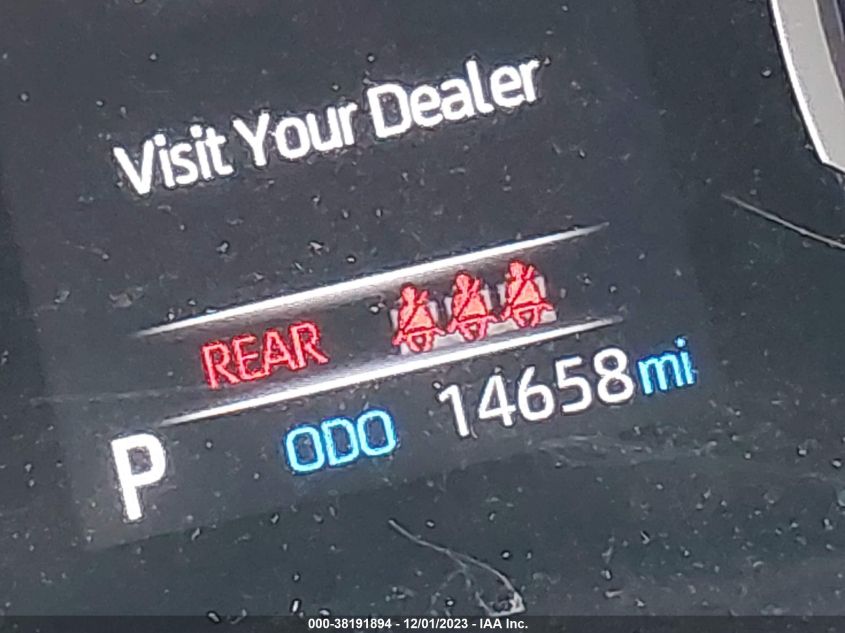 Visit Your Dealer
REAR
P ODO 14658 mi
000-38191894 - 12/01/2023 - IAA Inc.